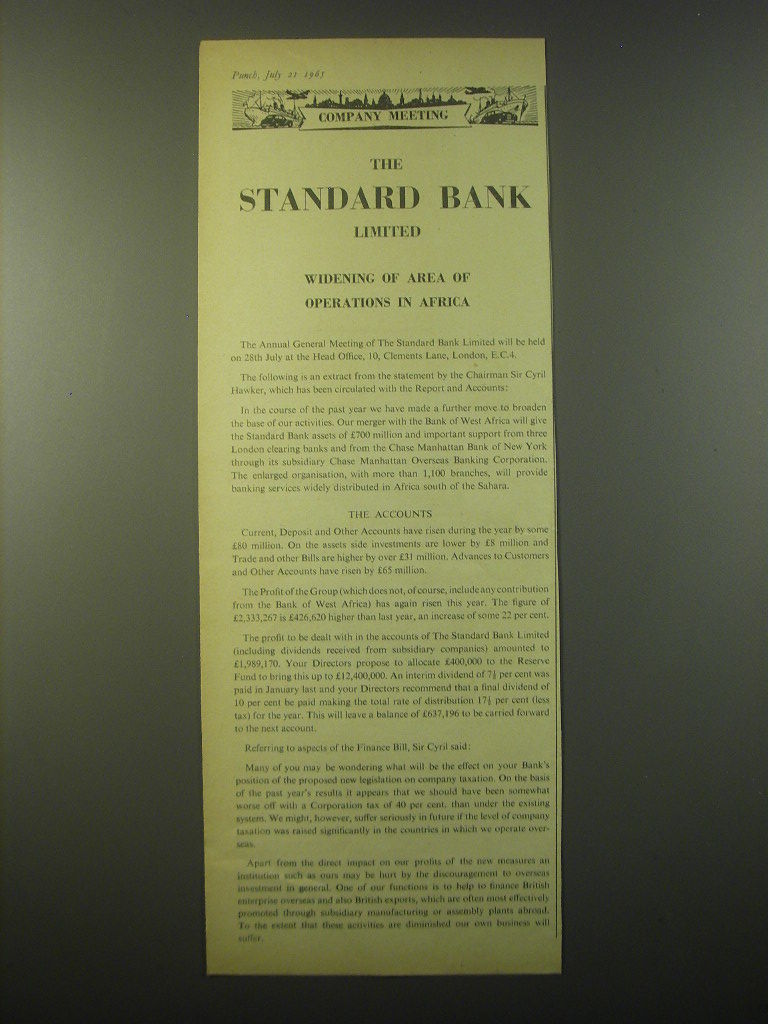 Punch, July 21 1965
COMPANY MEETING
THE
STANDARD BANK
LIMITED
WIDENING OF AREA OF
OPERATIONS IN AFRICA
The Annual General Meeting of The Standard Bank Limited will be held
on 28th July at the Head Office, 10, Clements Lane, London, E.C.4.
The following is an extract from the statement by the Chairman Sir Cyril
Hawker, which has been circulated with the Report and Accounts:
In the course of the past year we have made a further move to broaden
the base of our activities. Our merger with the Bank of West Africa will give
the Standard Bank assets of £700 million and important support from three
London clearing banks and from the Chase Manhattan Bank of New York
through its subsidiary Chase Manhattan Overseas Banking Corporation.
The enlarged organisation, with more than 1,100 branches, will provide
banking services widely distributed in Africa south of the Sahara.
THE ACCOUNTS
Current, Deposit and Other Accounts have risen during the year by some
£80 million. On the assets side investments are lower by £8 million and
Trade and other Bills are higher by over £31 million. Advances to Customers
and Other Accounts have risen by £65 million.
The Profit of the Group (which does not, of course, include any contribution
from the Bank of West Africa) has again risen this year. The figure of
£2,333,267 is £426,620 higher than last year, an increase of some 22 per cent.
The profit to be dealt with in the accounts of The Standard Bank Limited
(including dividends received from subsidiary companies) amounted to
£1,989,170. Your Directors propose to allocate £400,000 to the Reserve
Fund to bring this up to £12,400,000. An interim dividend of 7½ per cent was
paid in January last and your Directors recommend that a final dividend of
10 per cent be paid making the total rate of distribution 17½ per cent (less
tax) for the year. This will leave a balance of £637,196 to be carried forward
to the next account.
Referring to aspects of the Finance Bill, Sir Cyril said:
Many of you may be wondering what will be the effect on your Bank's
position of the proposed new legislation on company taxation. On the basis
of the past year's results it appears that we should have been somewhat
worse off with a Corporation tax of 40 per cent. than under the existing
system. We might, however, suffer seriously in future if the level of company
taxation was raised significantly in the countries in which we operate over-
seas.
Apart from the direct impact on our profits of the new measures an
institution such as ours may be hurt by the discouragement to overseas
investment in general. One of our functions is to help to finance British
enterprise overseas and also British exports, which are often most effectively
promoted through subsidiary manufacturing or assembly plants abroad.
To the extent that these activities are diminished our own business will
suffer.